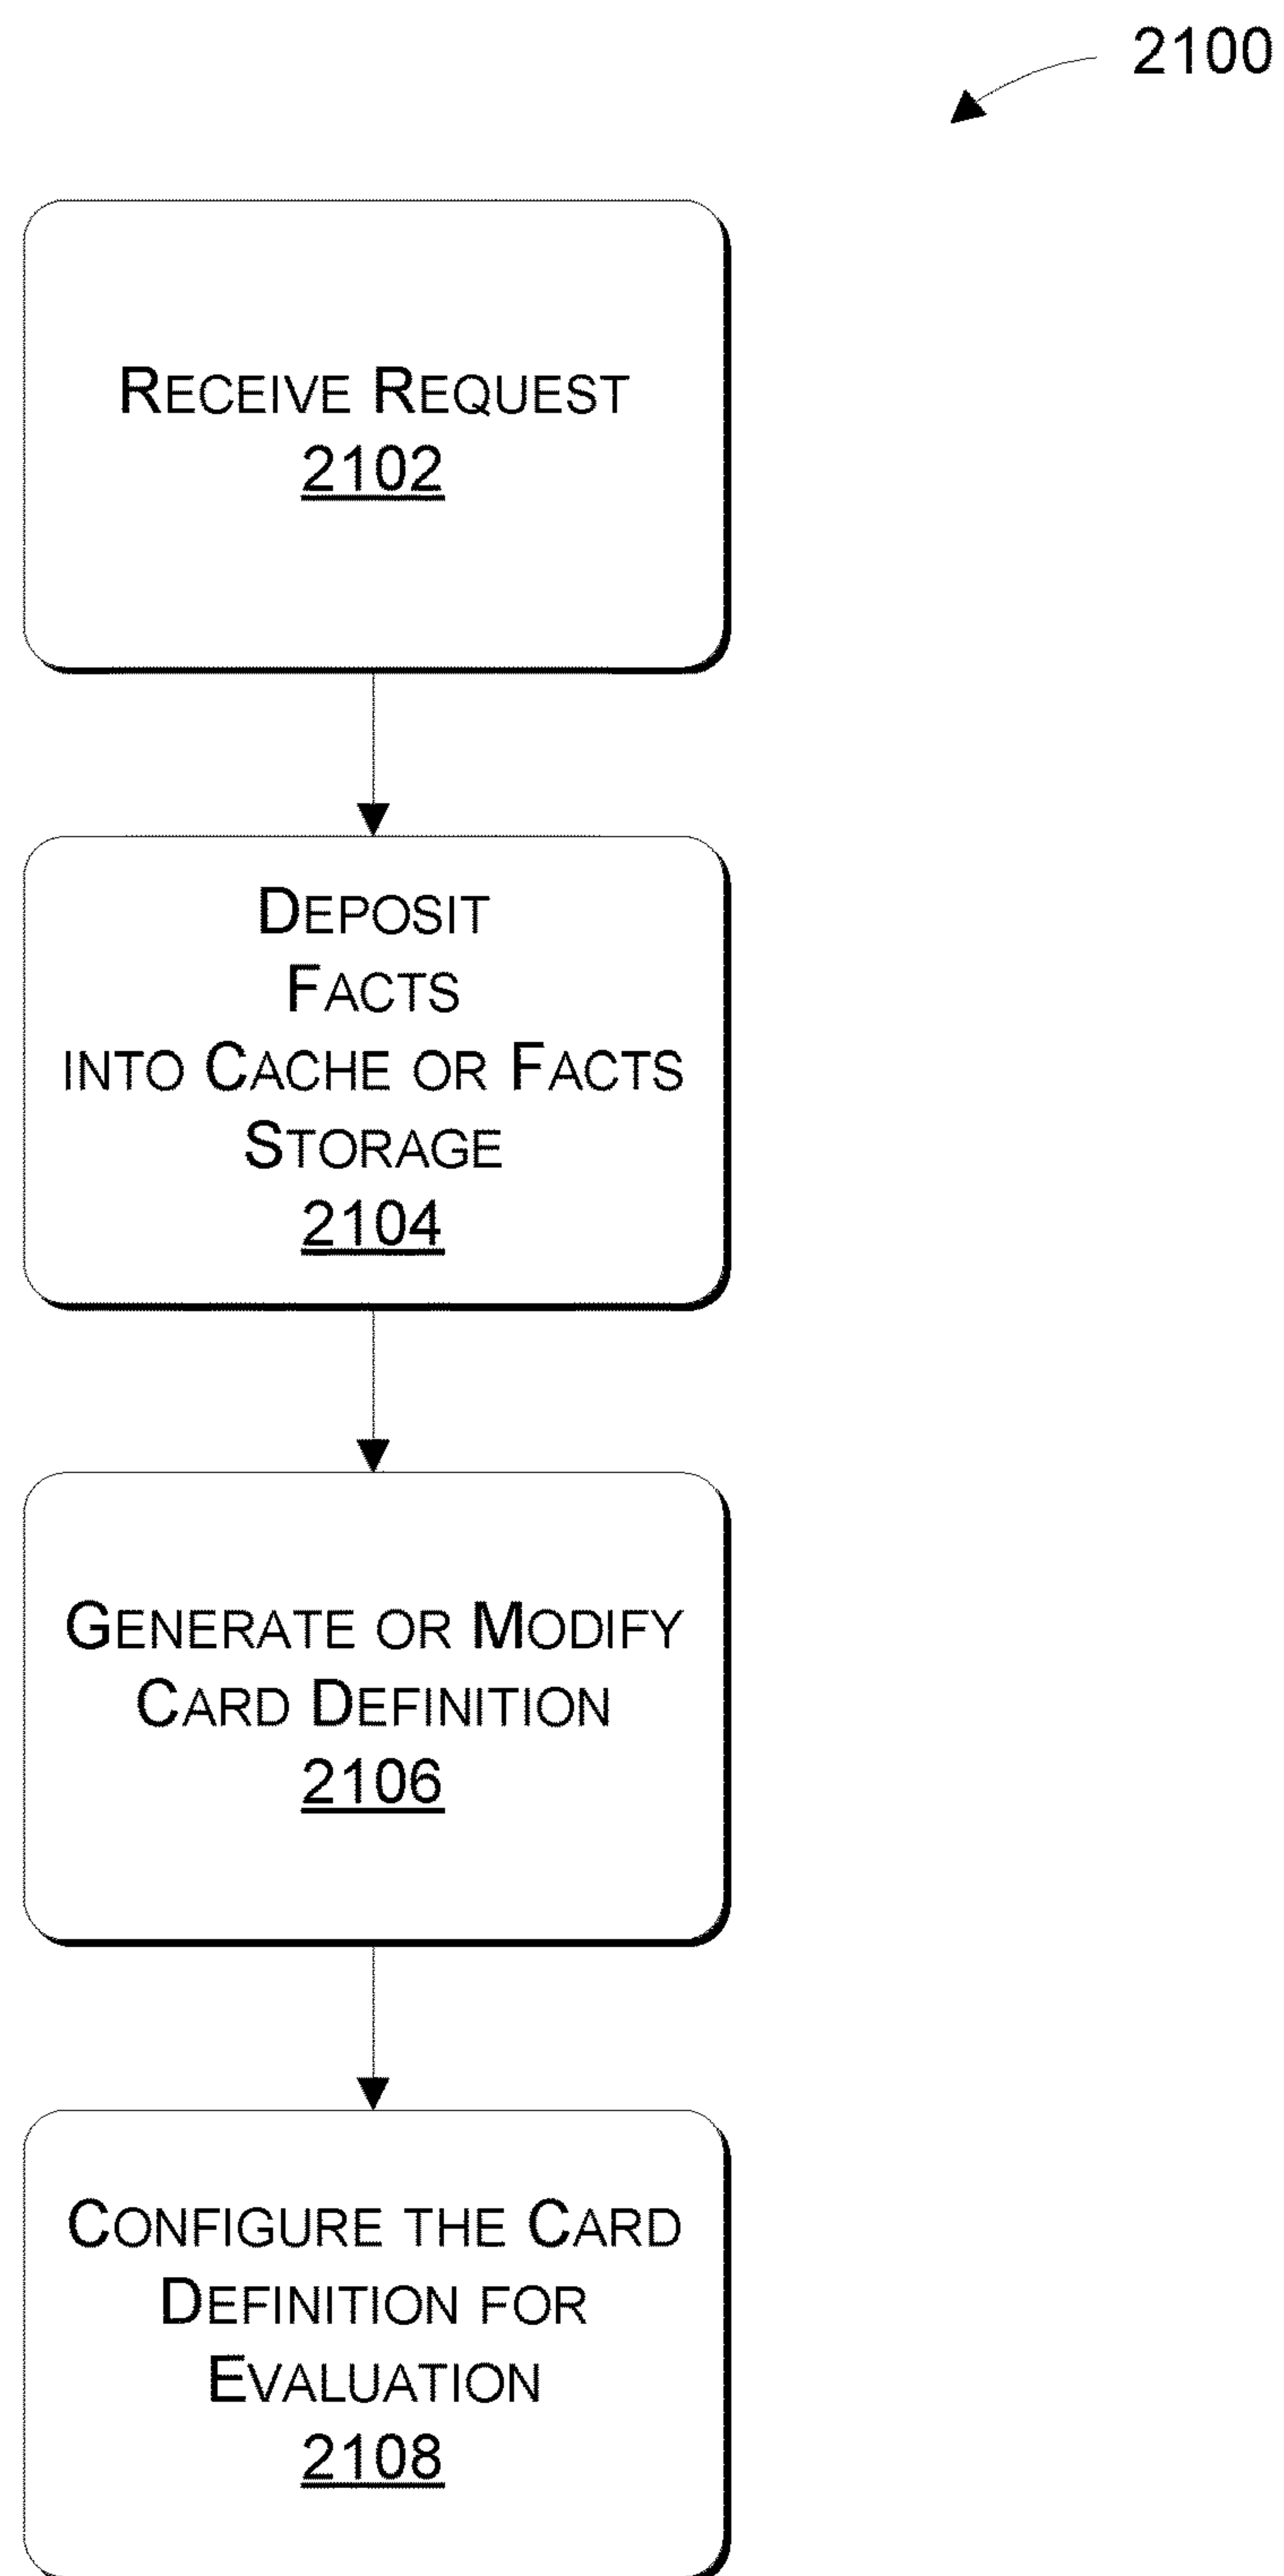 2100
RECEIVE REQUEST
2102
DEPOSIT
FACTS
INTO CACHE OR FACTS
STORAGE
2104
GENERATE OR MODIFY
CARD DEFINITION
2106
CONFIGURE THE CARD
DEFINITION FOR
EVALUATION
2108